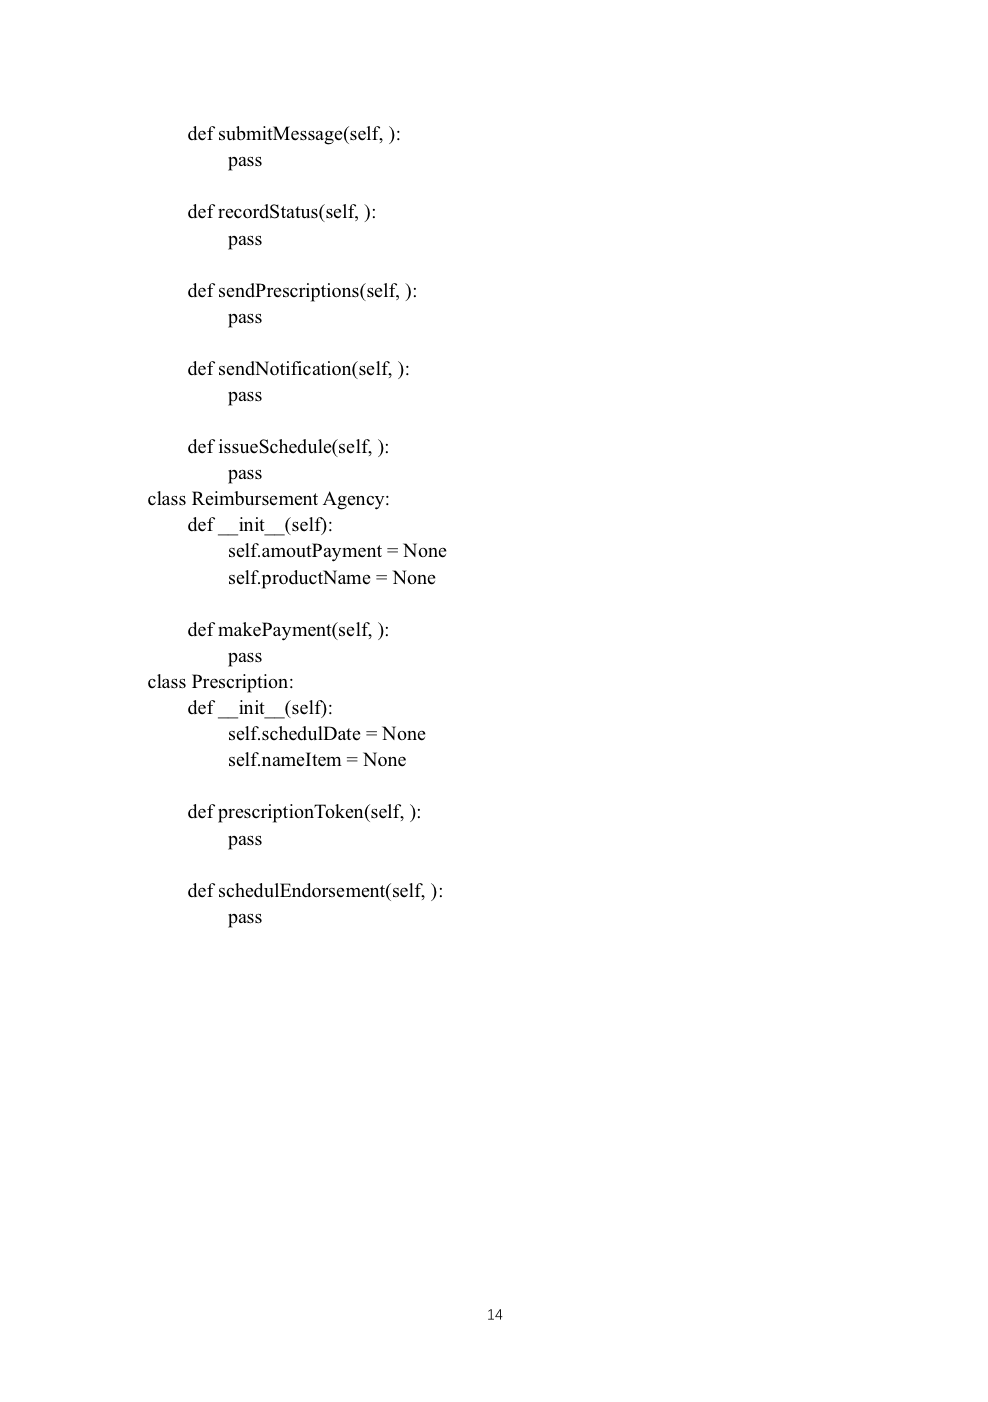 def submitMessage(self, ):
pass
def recordStatus(self, ):
pass
def sendPrescriptions(self, ):
pass
def sendNotification(self, ):
pass
def issueSchedule(self, ):
pass
class Reimbursement Agency:
def __init__(self):
self.amoutPayment = None
self.productName = None
def makePayment(self, ):
pass
class Prescription:
def __init__(self):
self.schedulDate = None
self.nameItem = None
def prescriptionToken(self, ):
pass
def schedulEndorsement(self, ):
pass
14